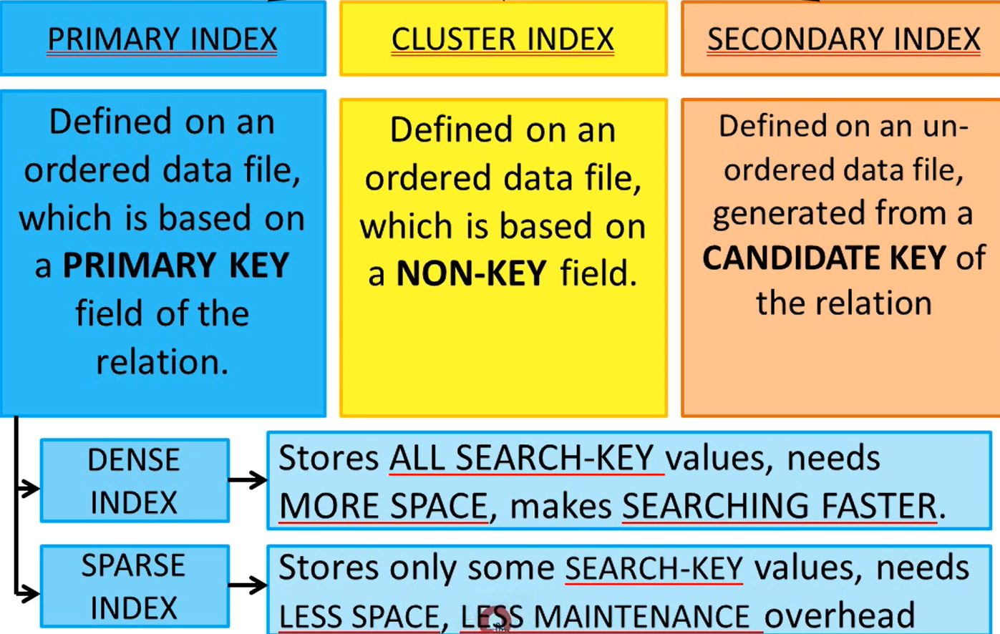 PRIMARY INDEX
CLUSTER INDEX
SECONDARY INDEX
Defined on an
ordered data file,
which is based on
a PRIMARY KEY
field of the
relation.
Defined on an
ordered data file,
which is based on
a NON-KEY field.
Defined on an un-
ordered data file,
generated from a
CANDIDATE KEY of
the relation
DENSE
INDEX
Stores ALL SEARCH-KEY values, needs
MORE SPACE, makes SEARCHING FASTER.
SPARSE
INDEX
Stores only some SEARCH-KEY values, needs
LESS SPACE, LESS MAINTENANCE overhead